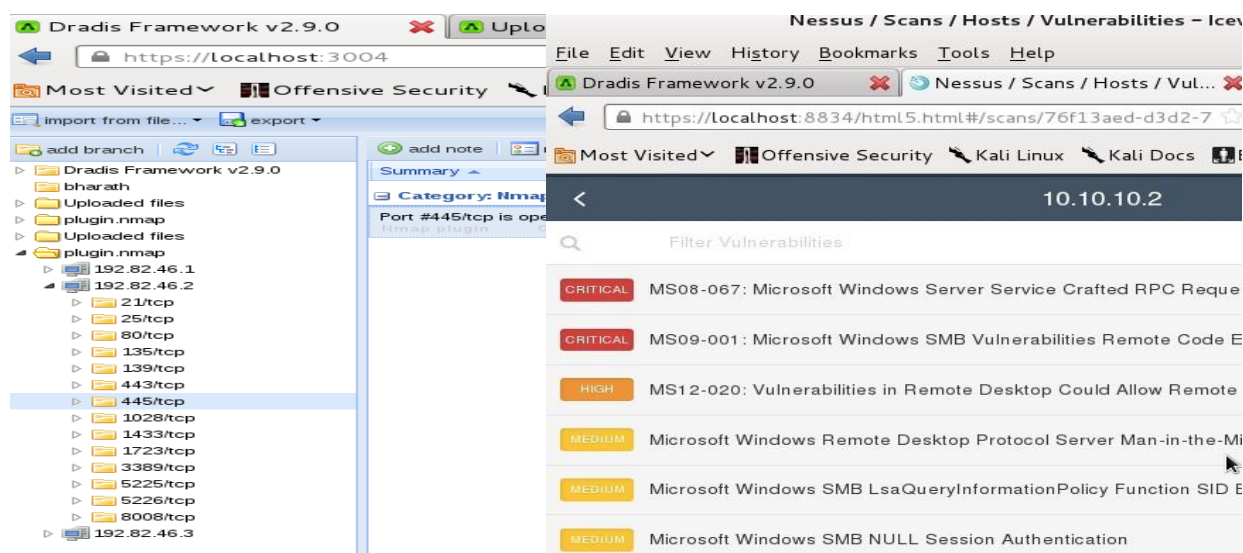 Dradis Framework v2.9.0
Uplo
https://localhost:3004
Most Visited
Offensive Security
import from file...
export
add branch
add note
Dradis Framework v2.9.0
bharath
Uploaded files
plugin.nmap
Uploaded files
plugin.nmap
192.82.46.1
192.82.46.2
21/tcp
25/tcp
80/tcp
135/tcp
139/tcp
443/tcp
445/tcp
1028/tcp
1433/tcp
1723/tcp
3389/tcp
5225/tcp
5226/tcp
8008/tcp
192.82.46.3
Summary
Category: Nmap
Port #445/tcp is ope
Nmap plugin
Nessus / Scans / Hosts / Vulnerabilities – Icew
File Edit View History Bookmarks Tools Help
Dradis Framework v2.9.0
Nessus / Scans / Hosts / Vul...
https://localhost:8834/html5.html#/scans/76f13aed-d3d2-7
Most Visited
Offensive Security
Kali Linux
Kali Docs
10.10.10.2
Filter Vulnerabilities
CRITICAL MS08-067: Microsoft Windows Server Service Crafted RPC Reque
CRITICAL MS09-001: Microsoft Windows SMB Vulnerabilities Remote Code E
HIGH MS12-020: Vulnerabilities in Remote Desktop Could Allow Remote
MEDIUM Microsoft Windows Remote Desktop Protocol Server Man-in-the-Mi
MEDIUM Microsoft Windows SMB LsaQueryInformationPolicy Function SID E
MEDIUM Microsoft Windows SMB NULL Session Authentication